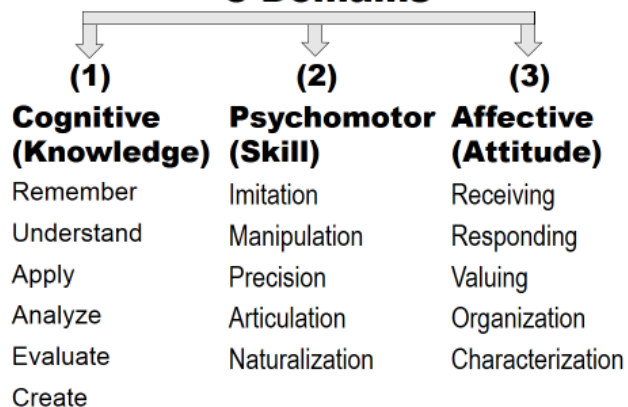 Domains
(1)
Cognitive
(Knowledge)
Remember
Understand
Apply
Analyze
Evaluate
Create
(2)
Psychomotor
(Skill)
Imitation
Manipulation
Precision
Articulation
Naturalization
(3)
Affective
(Attitude)
Receiving
Responding
Valuing
Organization
Characterization